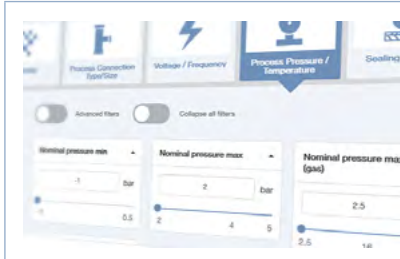 Process Connection
Type/Size
Voltage / Frequency
Process Pressure /
Temperature
Sealing
Advanced filters
Collapse all filters
Nominal pressure min
-1
bar
-1
0.5
Nominal pressure max
2
bar
2
4
5
Nominal pressure max
(gas)
2.5
2.5
16